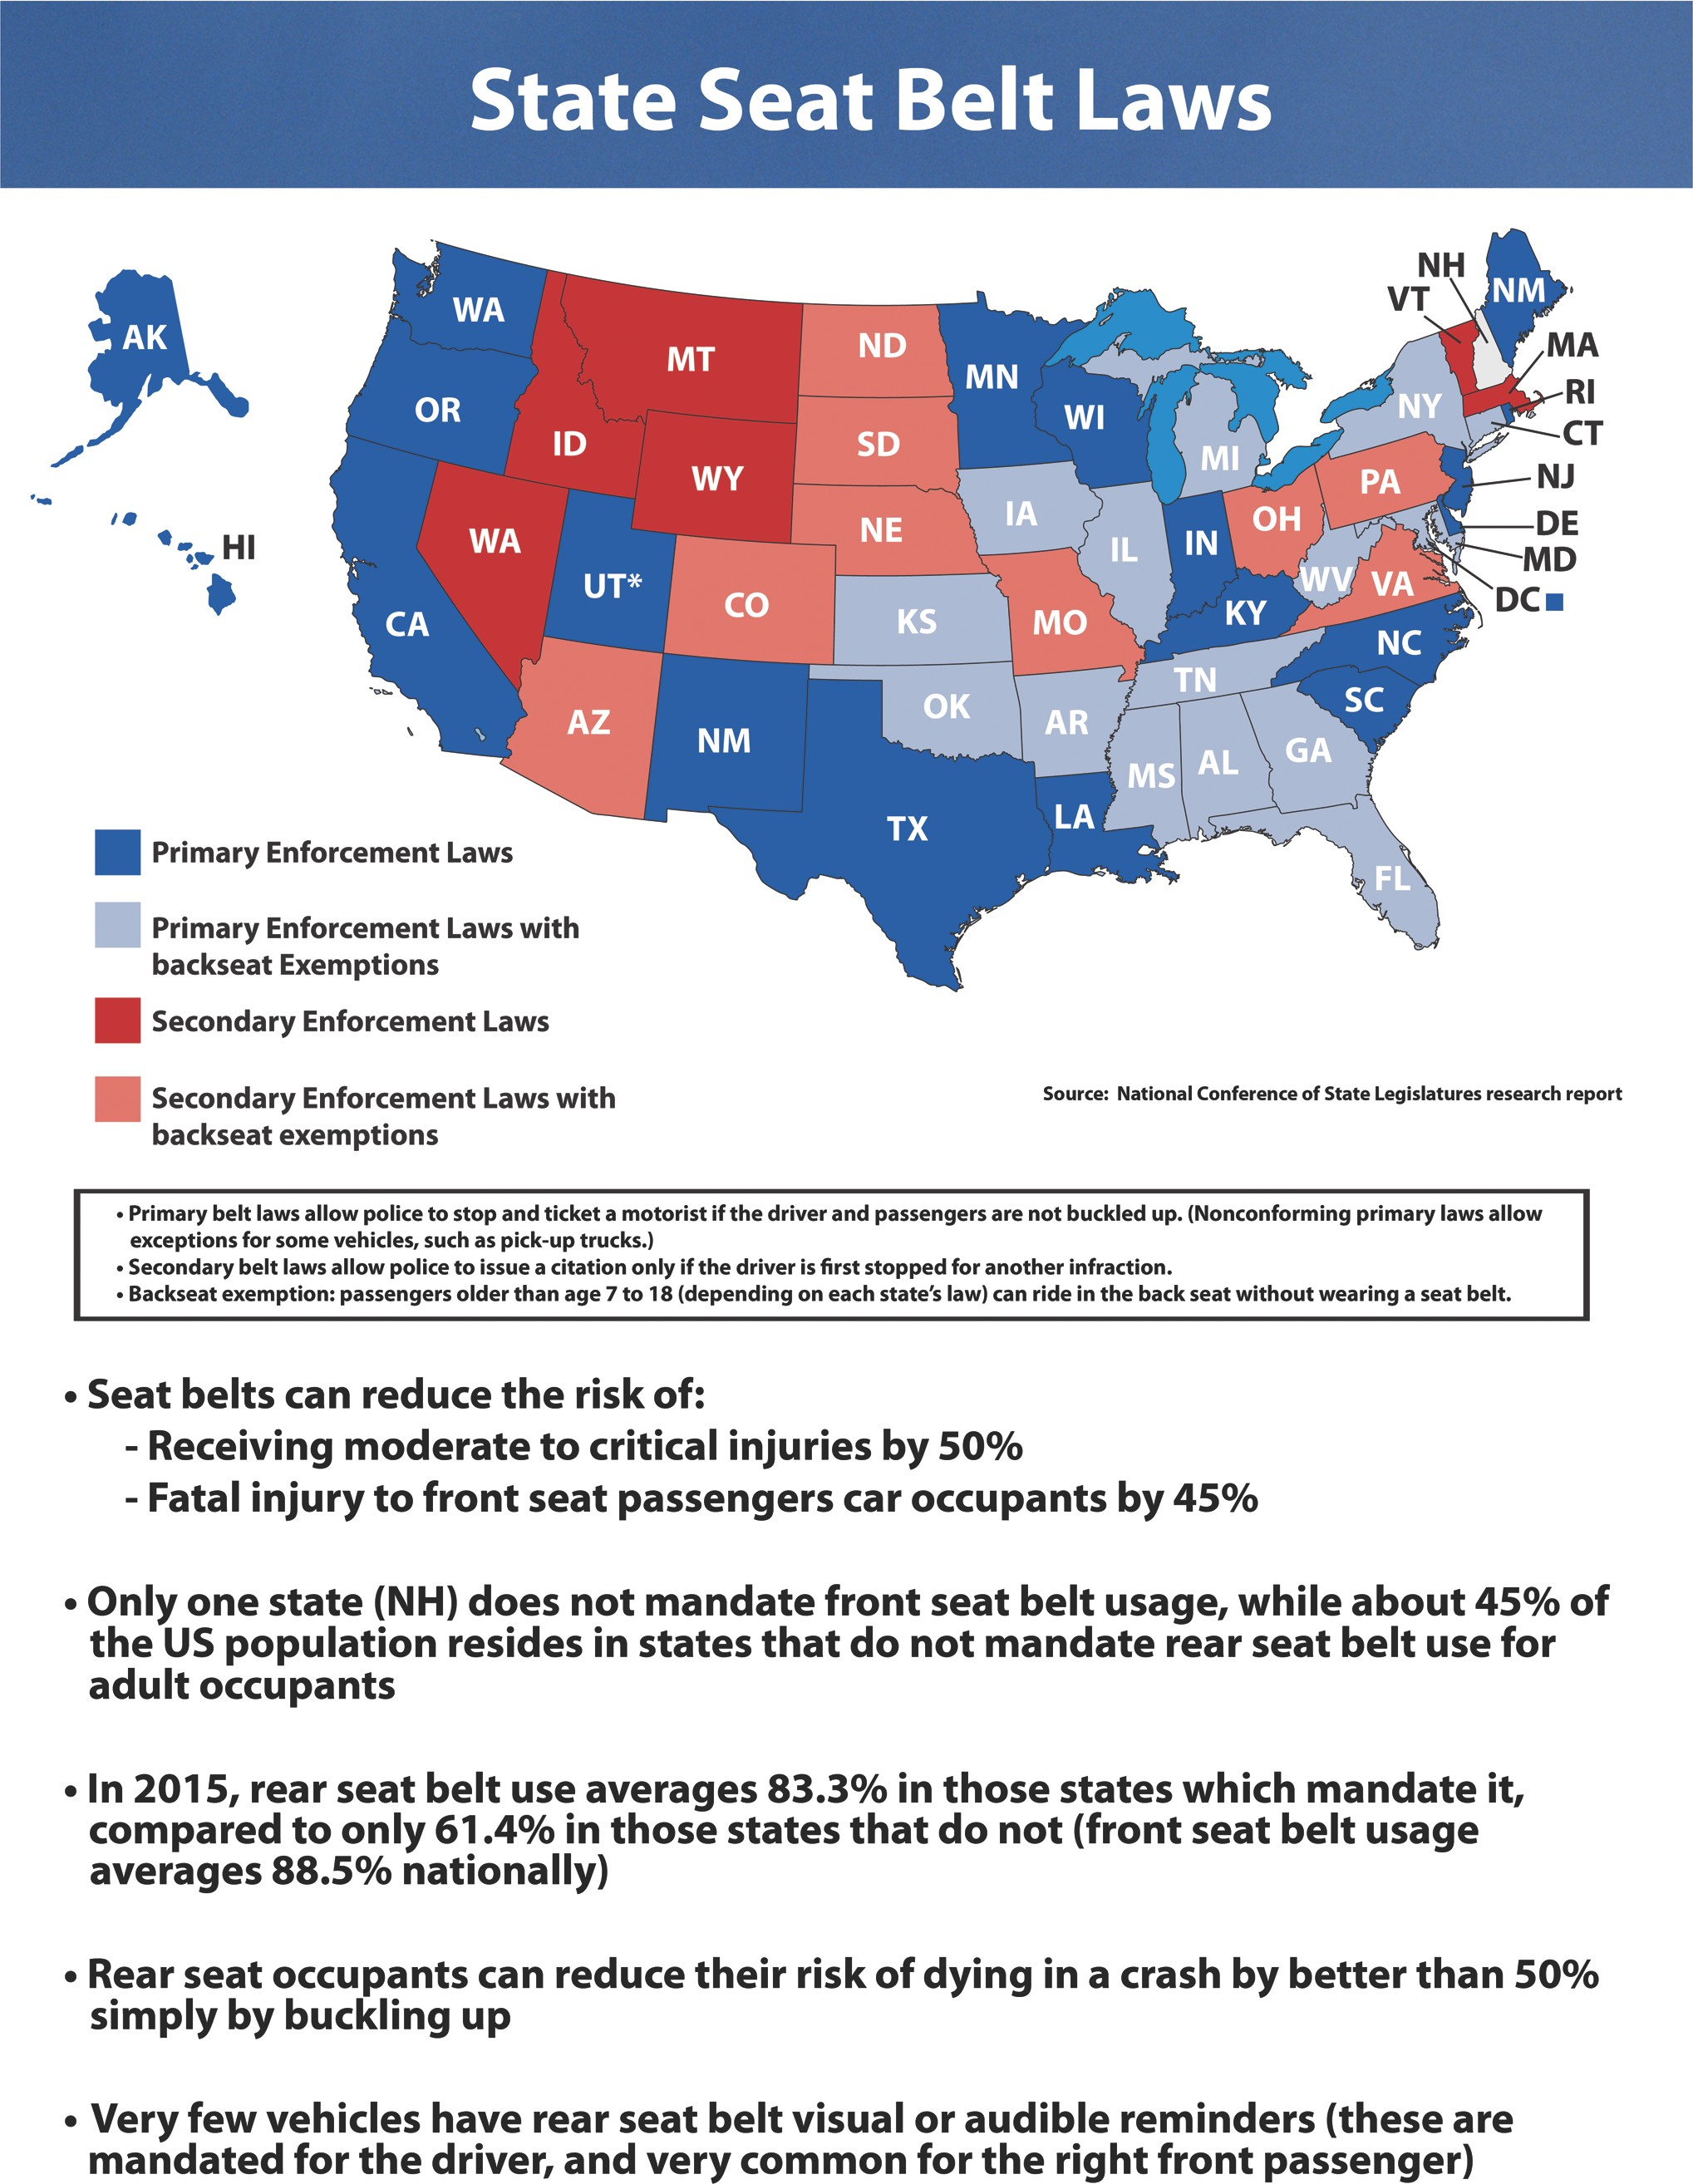 State Seat Belt Laws
AK
HI
WA
OR
CA
ID
MT
WY
WA
UT*
CO
AZ
NM
ND
SD
NE
KS
OK
TX
MN
IA
MO
AR
LA
WI
IL
MI
IN
OH
KY
TN
MS
AL
GA
FL
SC
NC
VA
WV
PA
NY
NH
VT
NM
MA
RI
CT
NJ
DE
MD
DC
Primary Enforcement Laws
Primary Enforcement Laws with
backseat Exemptions
Secondary Enforcement Laws
Secondary Enforcement Laws with
backseat exemptions
Source: National Conference of State Legislatures research report
• Primary belt laws allow police to stop and ticket a motorist if the driver and passengers are not buckled up. (Nonconforming primary laws allow
exceptions for some vehicles, such as pick-up trucks.)
• Secondary belt laws allow police to issue a citation only if the driver is first stopped for another infraction.
• Backseat exemption: passengers older than age 7 to 18 (depending on each state’s law) can ride in the back seat without wearing a seat belt.
• Seat belts can reduce the risk of:
- Receiving moderate to critical injuries by 50%
- Fatal injury to front seat passengers car occupants by 45%
• Only one state (NH) does not mandate front seat belt usage, while about 45% of
the US population resides in states that do not mandate rear seat belt use for
adult occupants
• In 2015, rear seat belt use averages 83.3% in those states which mandate it,
compared to only 61.4% in those states that do not (front seat belt usage
averages 88.5% nationally)
• Rear seat occupants can reduce their risk of dying in a crash by better than 50%
simply by buckling up
• Very few vehicles have rear seat belt visual or audible reminders (these are
mandated for the driver, and very common for the right front passenger)